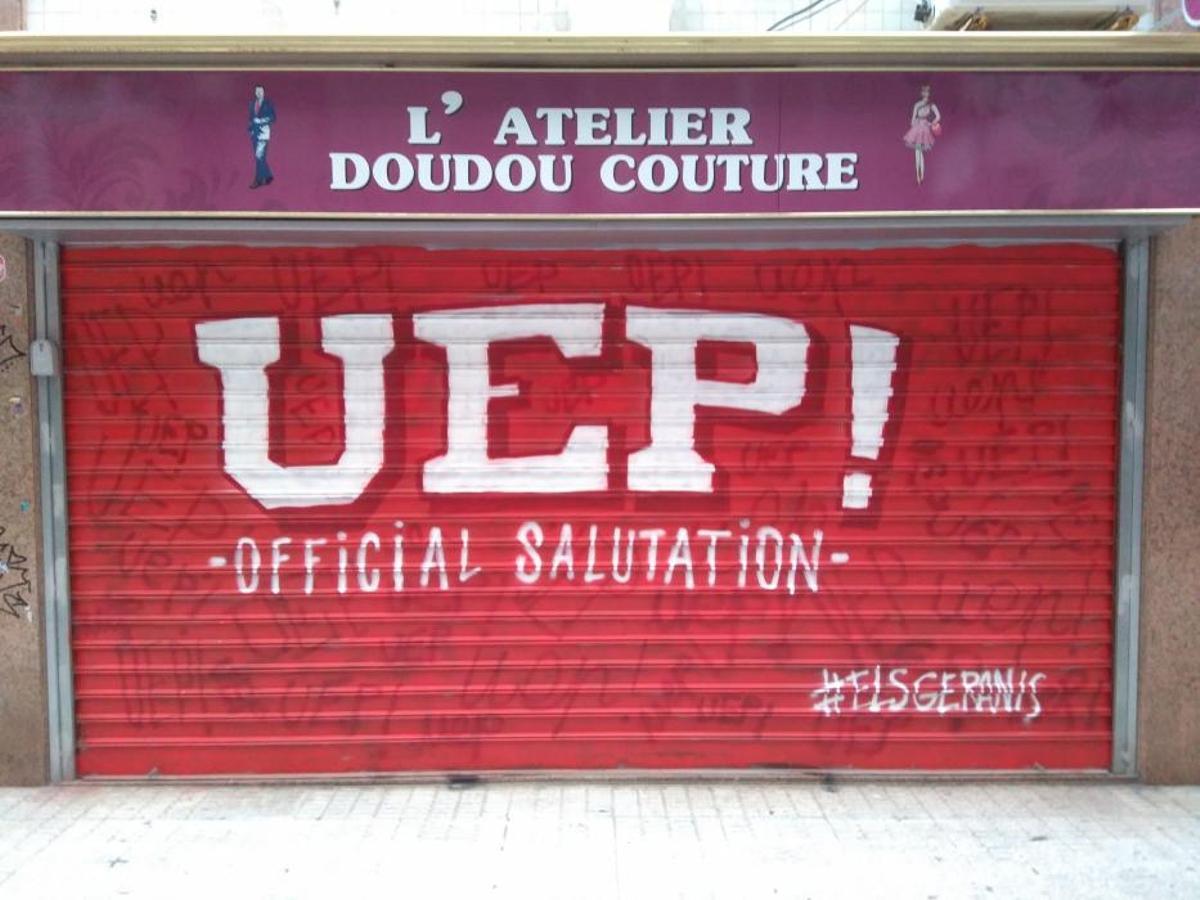 L' ATELIER
DOUDOU COUTURE
UEP!
-OFFICIAL SALUTATION-
#ELSGERANIS